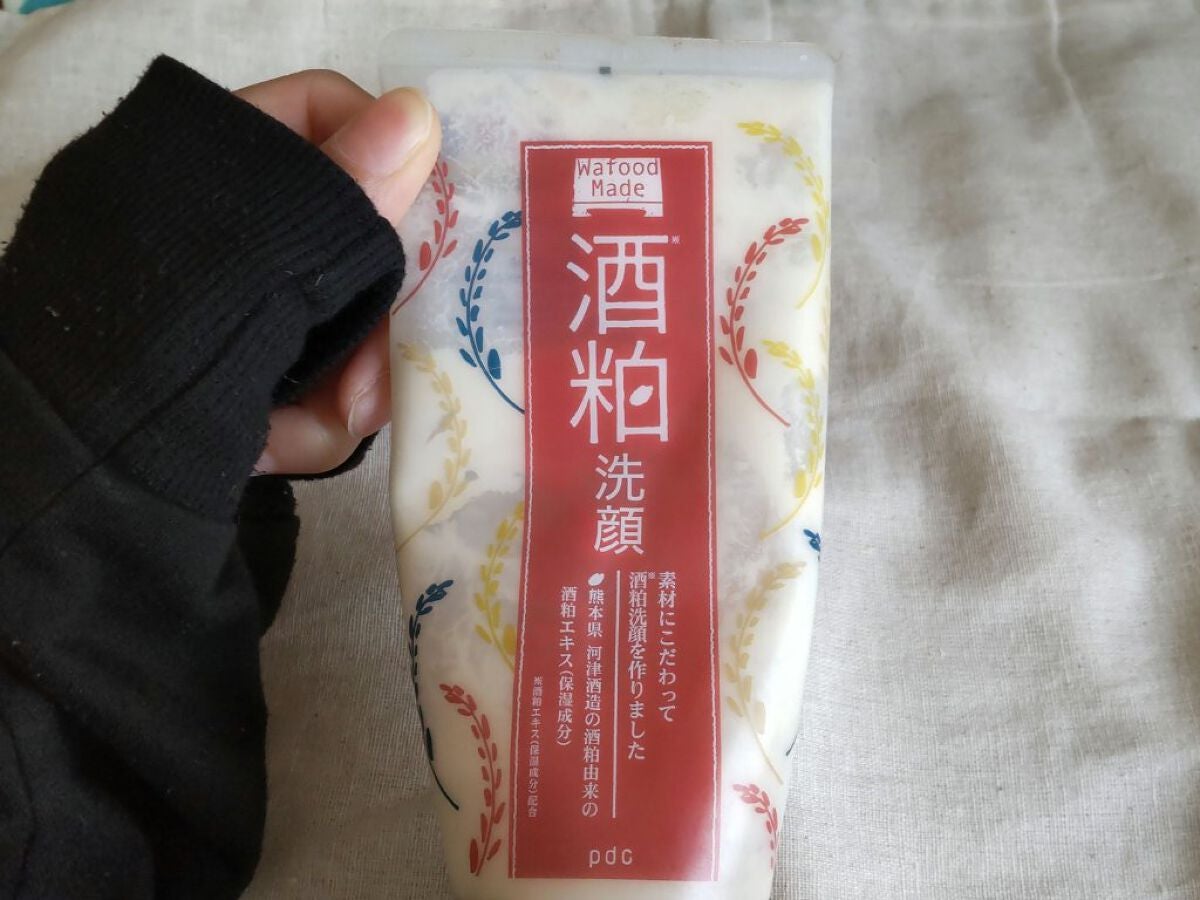 Wafood
Made
酒粕※
洗顔
素材にこだわって
酒粕※洗顔を作りました
熊本県 河津酒造の酒粕由来の
酒粕エキス(保湿成分)
※酒粕エキス(保湿成分)配合
pdc